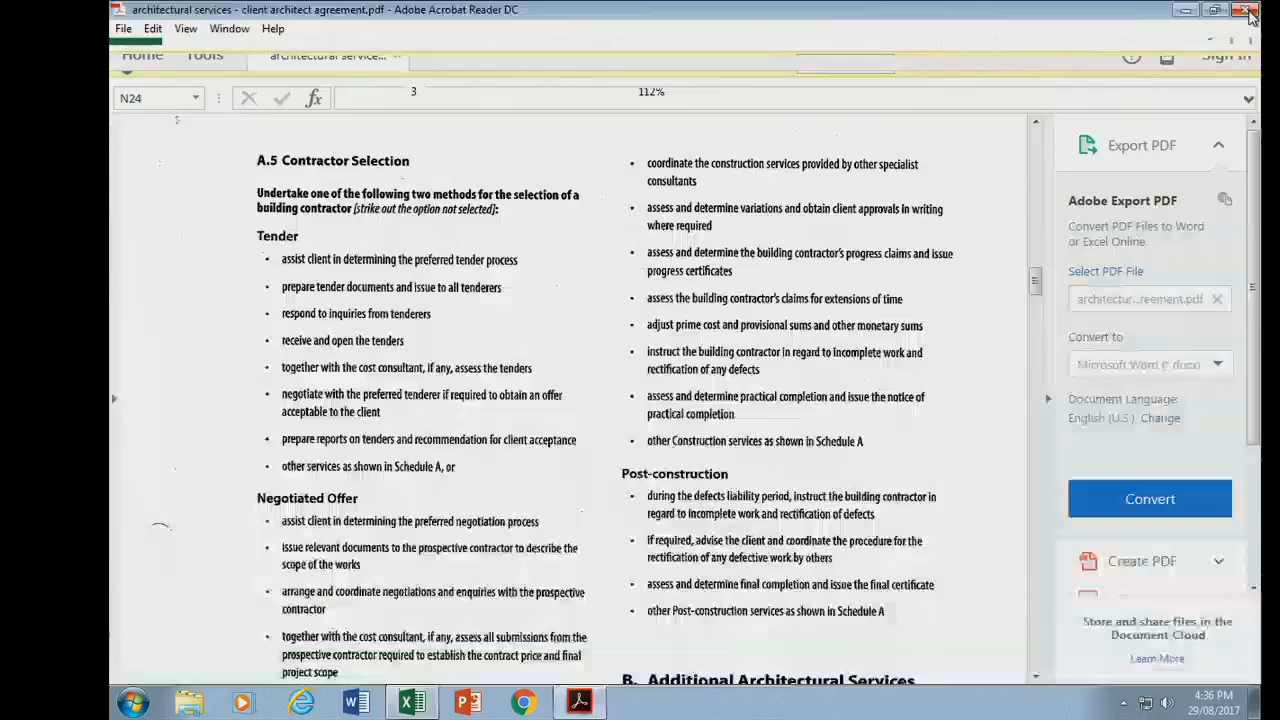 architectural services - client architect agreement.pdf - Adobe Acrobat Reader DC
File Edit View Window Help
Home Tools architectural service... Sign In
N24 fx 3 112%
A.5 Contractor Selection
Undertake one of the following two methods for the selection of a
building contractor [strike out the option not selected]:
Tender
• assist client in determining the preferred tender process
• prepare tender documents and issue to all tenderers
• respond to inquiries from tenderers
• receive and open the tenders
• together with the cost consultant, if any, assess the tenders
• negotiate with the preferred tenderer if required to obtain an offer
acceptable to the client
• prepare reports on tenders and recommendation for client acceptance
• other services as shown in Schedule A, or
Negotiated Offer
• assist client in determining the preferred negotiation process
• issue relevant documents to the prospective contractor to describe the
scope of the works
• arrange and coordinate negotiations and enquiries with the prospective
contractor
• together with the cost consultant, if any, assess all submissions from the
prospective contractor required to establish the contract price and final
project scope
• coordinate the construction services provided by other specialist
consultants
• assess and determine variations and obtain client approvals in writing
where required
• assess and determine the building contractor's progress claims and issue
progress certificates
• assess the building contractor's claims for extensions of time
• adjust prime cost and provisional sums and other monetary sums
• instruct the building contractor in regard to incomplete work and
rectification of any defects
• assess and determine practical completion and issue the notice of
practical completion
• other Construction services as shown in Schedule A
Post-construction
• during the defects liability period, instruct the building contractor in
regard to incomplete work and rectification of defects
• if required, advise the client and coordinate the procedure for the
rectification of any defective work by others
• assess and determine final completion and issue the final certificate
• other Post-construction services as shown in Schedule A
B. Additional Architectural Services
Export PDF
Adobe Export PDF
Convert PDF Files to Word
or Excel Online
Select PDF File
architectur...reement.pdf
Convert to
Microsoft Word (*.docx)
Document Language:
English (U.S.) Change
Convert
Create PDF
Store and share files in the
Document Cloud
Learn More
4:36 PM
29/08/2017